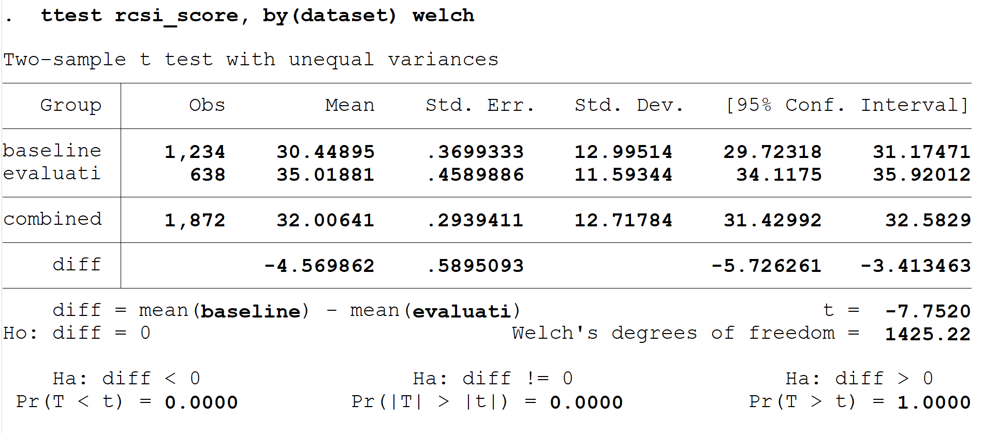 . ttest rcsi_score, by(dataset) welch
Two-sample t test with unequal variances
Group Obs Mean Std. Err. Std. Dev. [95% Conf. Interval]
baseline 1,234 30.44895 .3699333 12.99514 29.72318 31.17471
evaluati 638 35.01881 .4589886 11.59344 34.1175 35.92012
combined 1,872 32.00641 .2939411 12.71784 31.42992 32.5829
diff -4.569862 .5895093 -5.726261 -3.413463
diff = mean(baseline) - mean(evaluati) t = -7.7520
Ho: diff = 0 Welch's degrees of freedom = 1425.22
Ha: diff < 0 Ha: diff != 0 Ha: diff > 0
Pr(T < t) = 0.0000 Pr(|T| > |t|) = 0.0000 Pr(T > t) = 1.0000